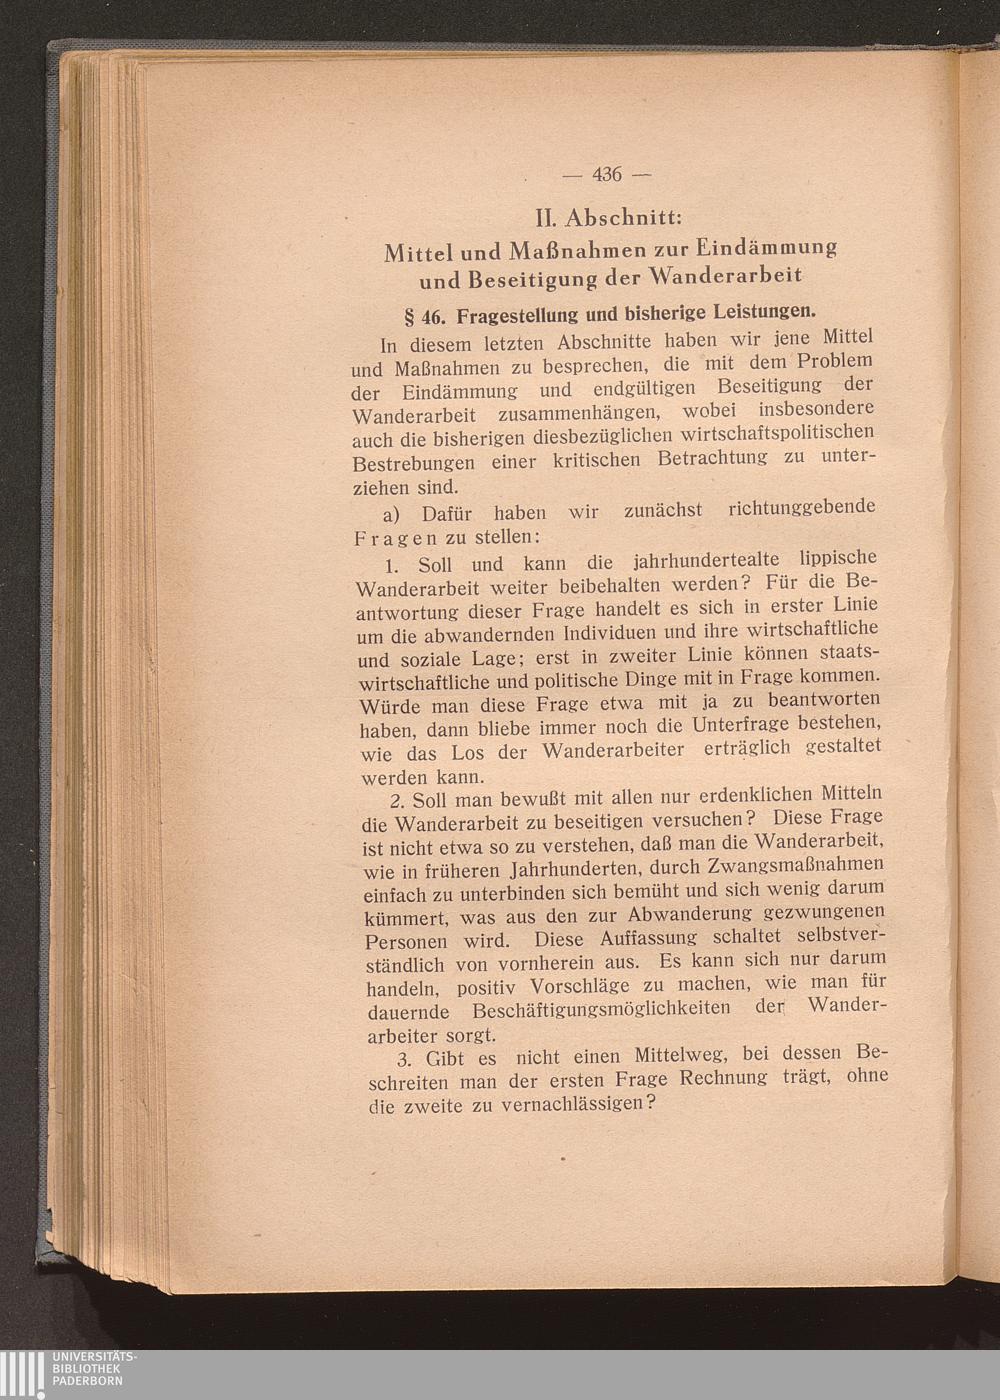 — 436 —
II. Abschnitt:
Mittel und Maßnahmen zur Eindämmung
und Beseitigung der Wanderarbeit
§ 46. Fragestellung und bisherige Leistungen.
In diesem letzten Abschnitte haben wir jene Mittel
und Maßnahmen zu besprechen, die mit dem Problem
der Eindämmung und endgültigen Beseitigung der
Wanderarbeit zusammenhängen, wobei insbesondere
auch die bisherigen diesbezüglichen wirtschaftspolitischen
Bestrebungen einer kritischen Betrachtung zu unter-
ziehen sind.
a) Dafür haben wir zunächst richtunggebende
Fragen zu stellen:
1. Soll und kann die jahrhundertealte lippische
Wanderarbeit weiter beibehalten werden? Für die Be-
antwortung dieser Frage handelt es sich in erster Linie
um die abwandernden Individuen und ihre wirtschaftliche
und soziale Lage; erst in zweiter Linie können staats-
wirtschaftliche und politische Dinge mit in Frage kommen.
Würde man diese Frage etwa mit ja zu beantworten
haben, dann bliebe immer noch die Unterfrage bestehen,
wie das Los der Wanderarbeiter erträglich gestaltet
werden kann.
2. Soll man bewußt mit allen nur erdenklichen Mitteln
die Wanderarbeit zu beseitigen versuchen? Diese Frage
ist nicht etwa so zu verstehen, daß man die Wanderarbeit,
wie in früheren Jahrhunderten, durch Zwangsmaßnahmen
einfach zu unterbinden sich bemüht und sich wenig darum
kümmert, was aus den zur Abwanderung gezwungenen
Personen wird. Diese Auffassung schaltet selbstver-
ständlich von vornherein aus. Es kann sich nur darum
handeln, positiv Vorschläge zu machen, wie man für
dauernde Beschäftigungsmöglichkeiten der Wander-
arbeiter sorgt.
3. Gibt es nicht einen Mittelweg, bei dessen Be-
schreiten man der ersten Frage Rechnung trägt, ohne
die zweite zu vernachlässigen?
UNIVERSITÄTS-
BIBLIOTHEK
PADERBORN